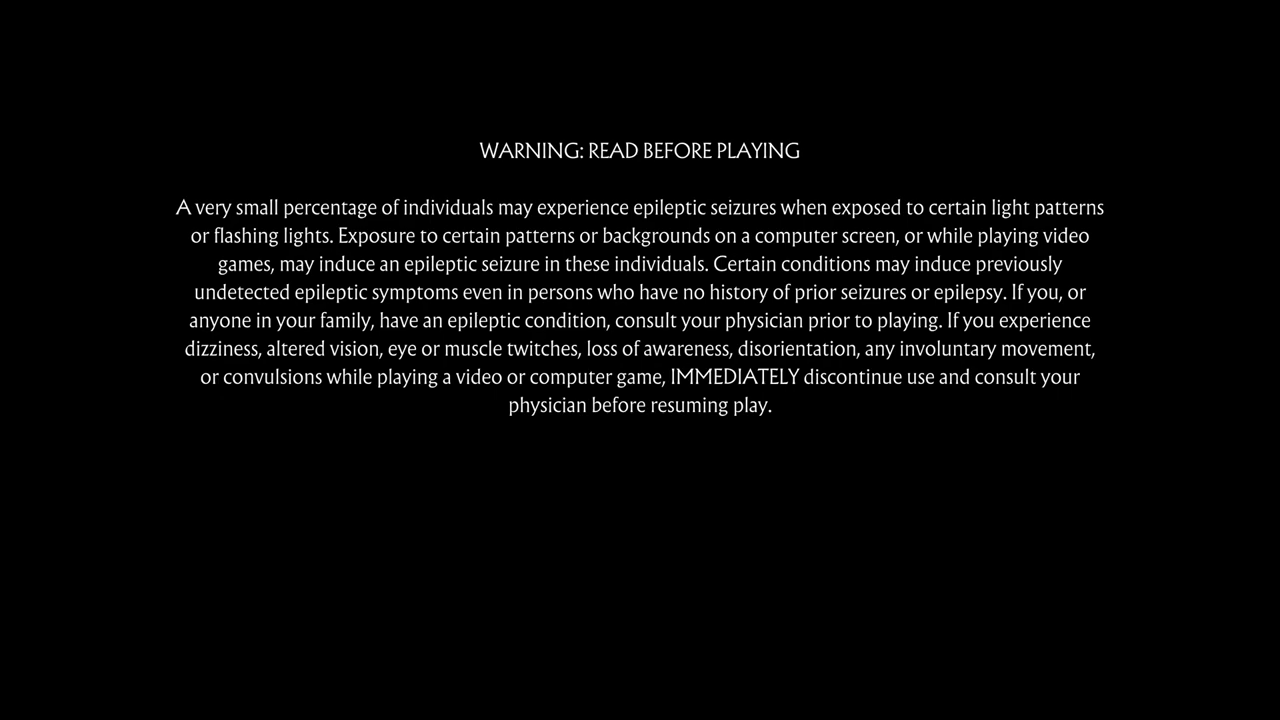 WARNING: READ BEFORE PLAYING
A very small percentage of individuals may experience epileptic seizures when exposed to certain light patterns
or flashing lights. Exposure to certain patterns or backgrounds on a computer screen, or while playing video
games, may induce an epileptic seizure in these individuals. Certain conditions may induce previously
undetected epileptic symptoms even in persons who have no history of prior seizures or epilepsy. If you, or
anyone in your family, have an epileptic condition, consult your physician prior to playing. If you experience
dizziness, altered vision, eye or muscle twitches, loss of awareness, disorientation, any involuntary movement,
or convulsions while playing a video or computer game, IMMEDIATELY discontinue use and consult your
physician before resuming play.